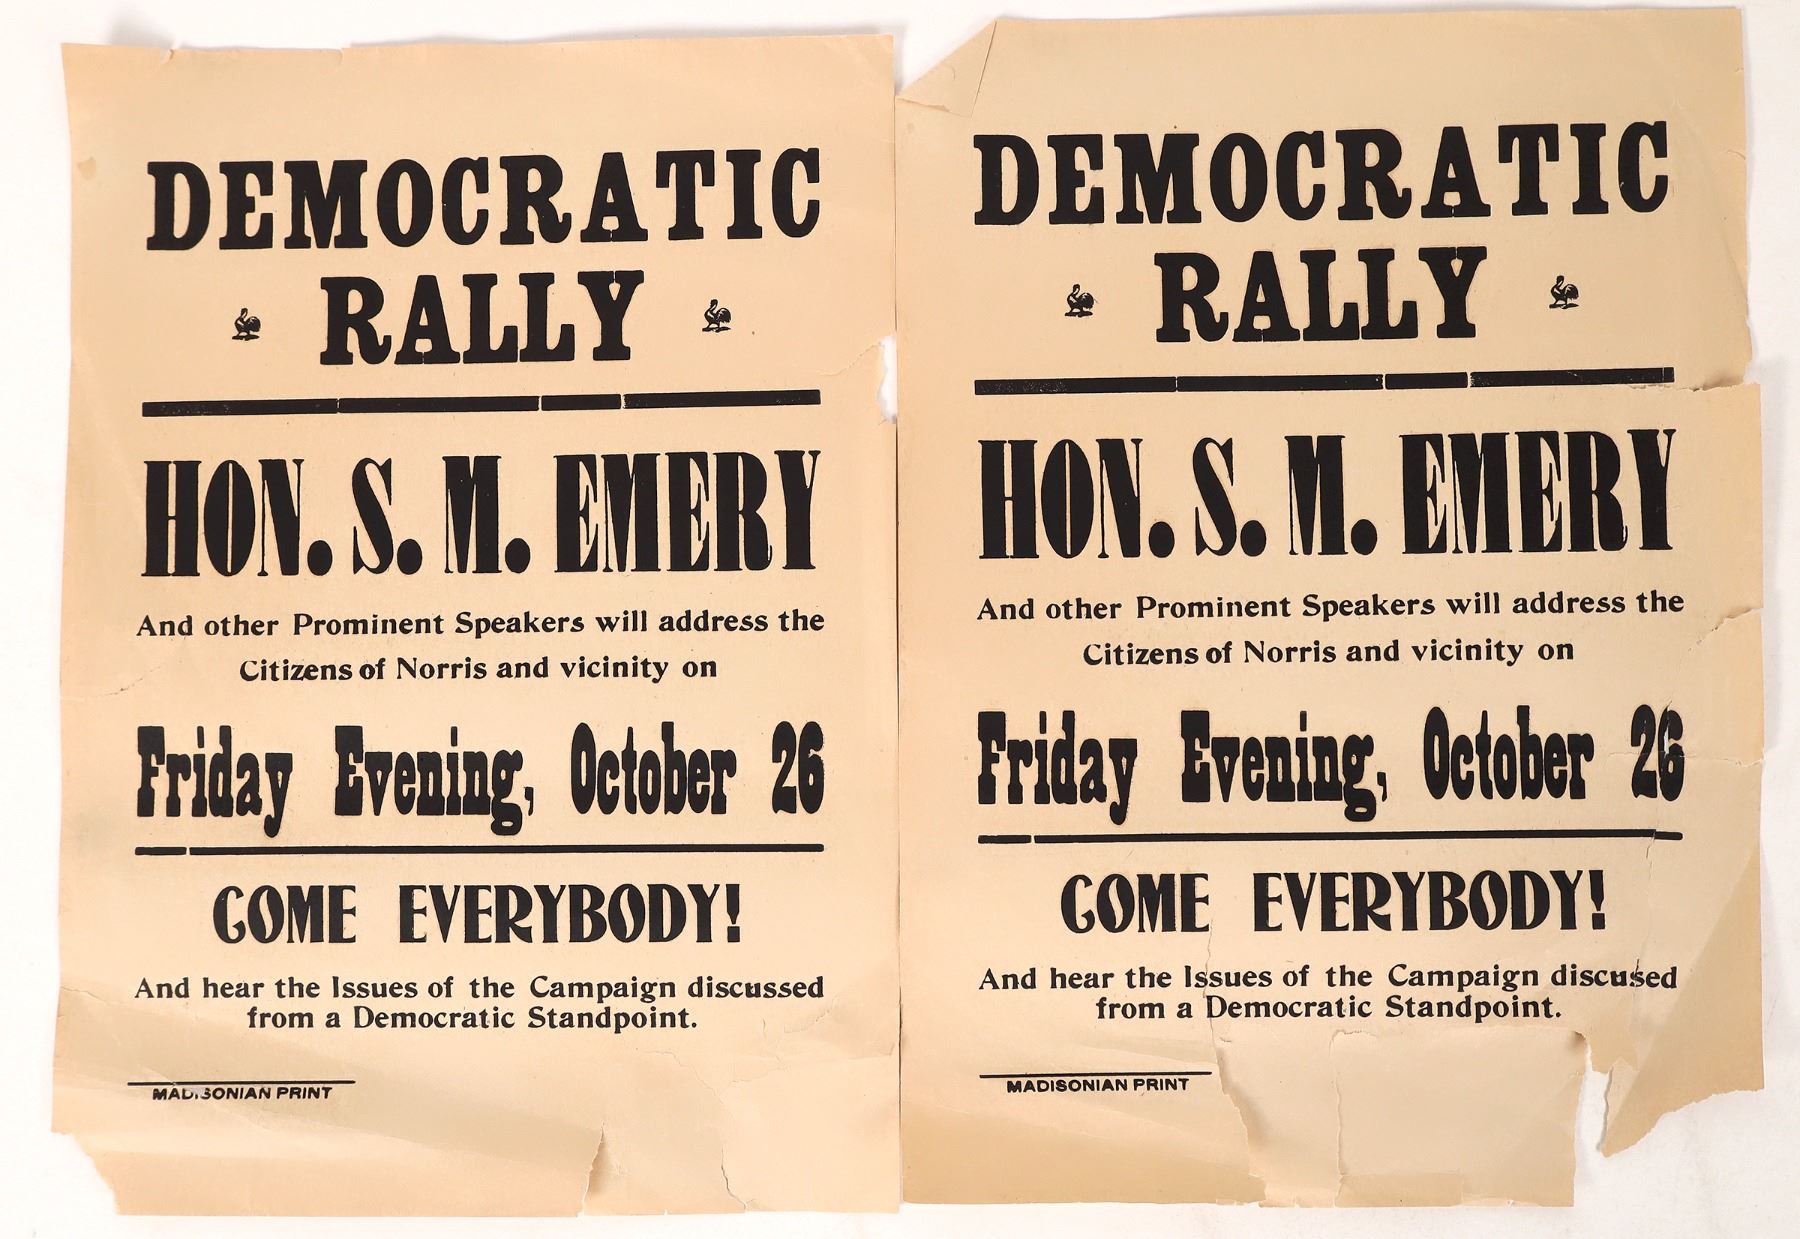 DEMOCRATIC
RALLY
HON. S. M. EMERY
And other Prominent Speakers will address the
Citizens of Norris and vicinity on
Friday Evening, October 26
COME EVERYBODY!
And hear the Issues of the Campaign discussed
from a Democratic Standpoint.
MADISONIAN PRINT
DEMOCRATIC
RALLY
HON. S. M. EMERY
And other Prominent Speakers will address the
Citizens of Norris and vicinity on
Friday Evening, October 26
COME EVERYBODY!
And hear the Issues of the Campaign discussed
from a Democratic Standpoint.
MADISONIAN PRINT